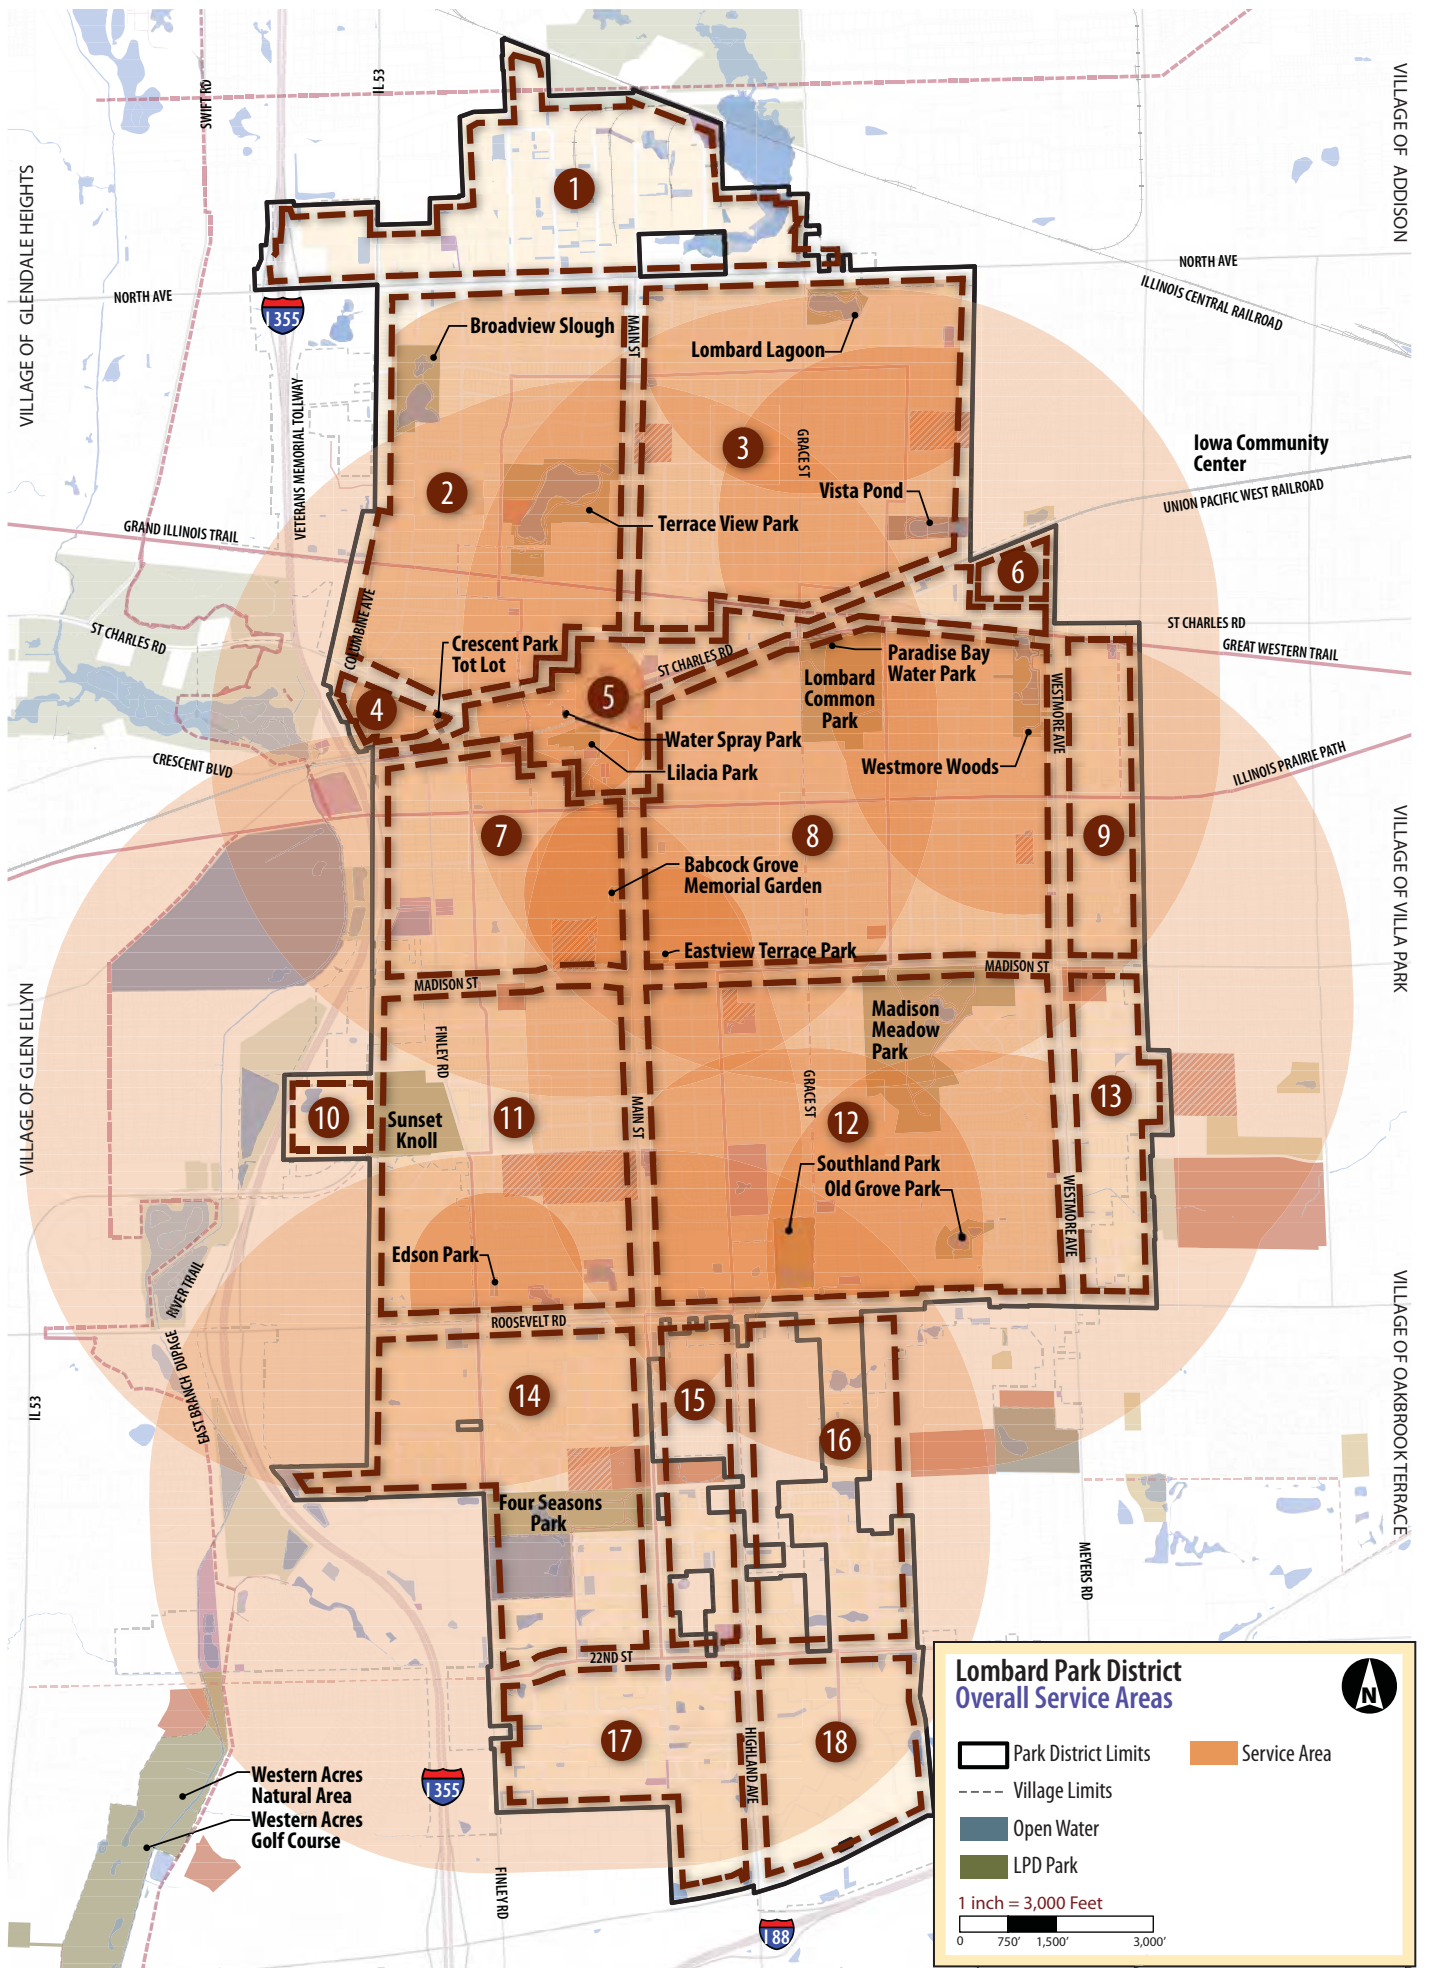 SWIFT RD
IL 53
VILLAGE OF ADDISON
VILLAGE OF GLENDALE HEIGHTS
1
NORTH AVE
NORTH AVE
ILLINOIS CENTRAL RAILROAD
I 355
Broadview Slough
MAIN ST
Lombard Lagoon
VETERANS MEMORIAL TOLLWAY
3
GRACE ST
Iowa Community
Center
2
Vista Pond
UNION PACIFIC WEST RAILROAD
Terrace View Park
GRAND ILLINOIS TRAIL
6
COLUMBINE AVE
ST CHARLES RD
ST CHARLES RD
GREAT WESTERN TRAIL
Crescent Park
Tot Lot
ST CHARLES RD
Paradise Bay
Water Park
Lombard
Common
Park
5
4
WESTMORE AVE
Water Spray Park
Lilacia Park
Westmore Woods
CRESCENT BLVD
ILLINOIS PRAIRIE PATH
7
8
9
Babcock Grove
Memorial Garden
VILLAGE OF VILLA PARK
Eastview Terrace Park
MADISON ST
MADISON ST
VILLAGE OF GLEN ELLYN
Madison
Meadow
Park
FINLEY RD
GRACE ST
13
10
Sunset
Knoll
11
MAIN ST
12
Southland Park
Old Grove Park
WESTMORE AVE
Edson Park
RIVER TRAIL
EAST BRANCH DUPAGE
ROOSEVELT RD
VILLAGE OF OAKBROOK TERRACE
14
15
16
IL 53
Four Seasons
Park
MEYERS RD
22ND ST
17
18
HIGHLAND AVE
Western Acres
Natural Area
Western Acres
Golf Course
I 355
FINLEY RD
I 88
Lombard Park District
Overall Service Areas
N
Park District Limits
Service Area
Village Limits
Open Water
LPD Park
1 inch = 3,000 Feet
0 750' 1,500' 3,000'